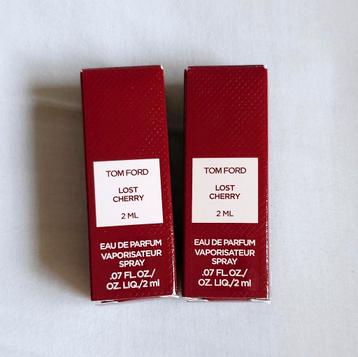 TOM FORD
LOST
CHERRY
2 ML
EAU DE PARFUM
VAPORISATEUR
SPRAY
.07 FL.OZ./
OZ. LIQ./2 ml
TOM FORD
LOST
CHERRY
2 ML
EAU DE PARFUM
VAPORISATEUR
SPRAY
.07 FL.OZ./
OZ. LIQ./2 ml